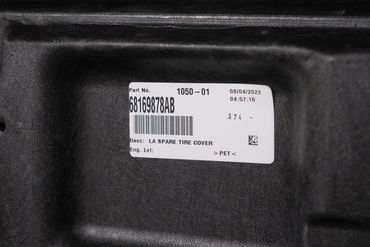 Part No. 1050-01 08/04/2022
68169878AB 04:57:16
374 -
Desc: LA SPARE TIRE COVER
Eng. Lvl: >PET<